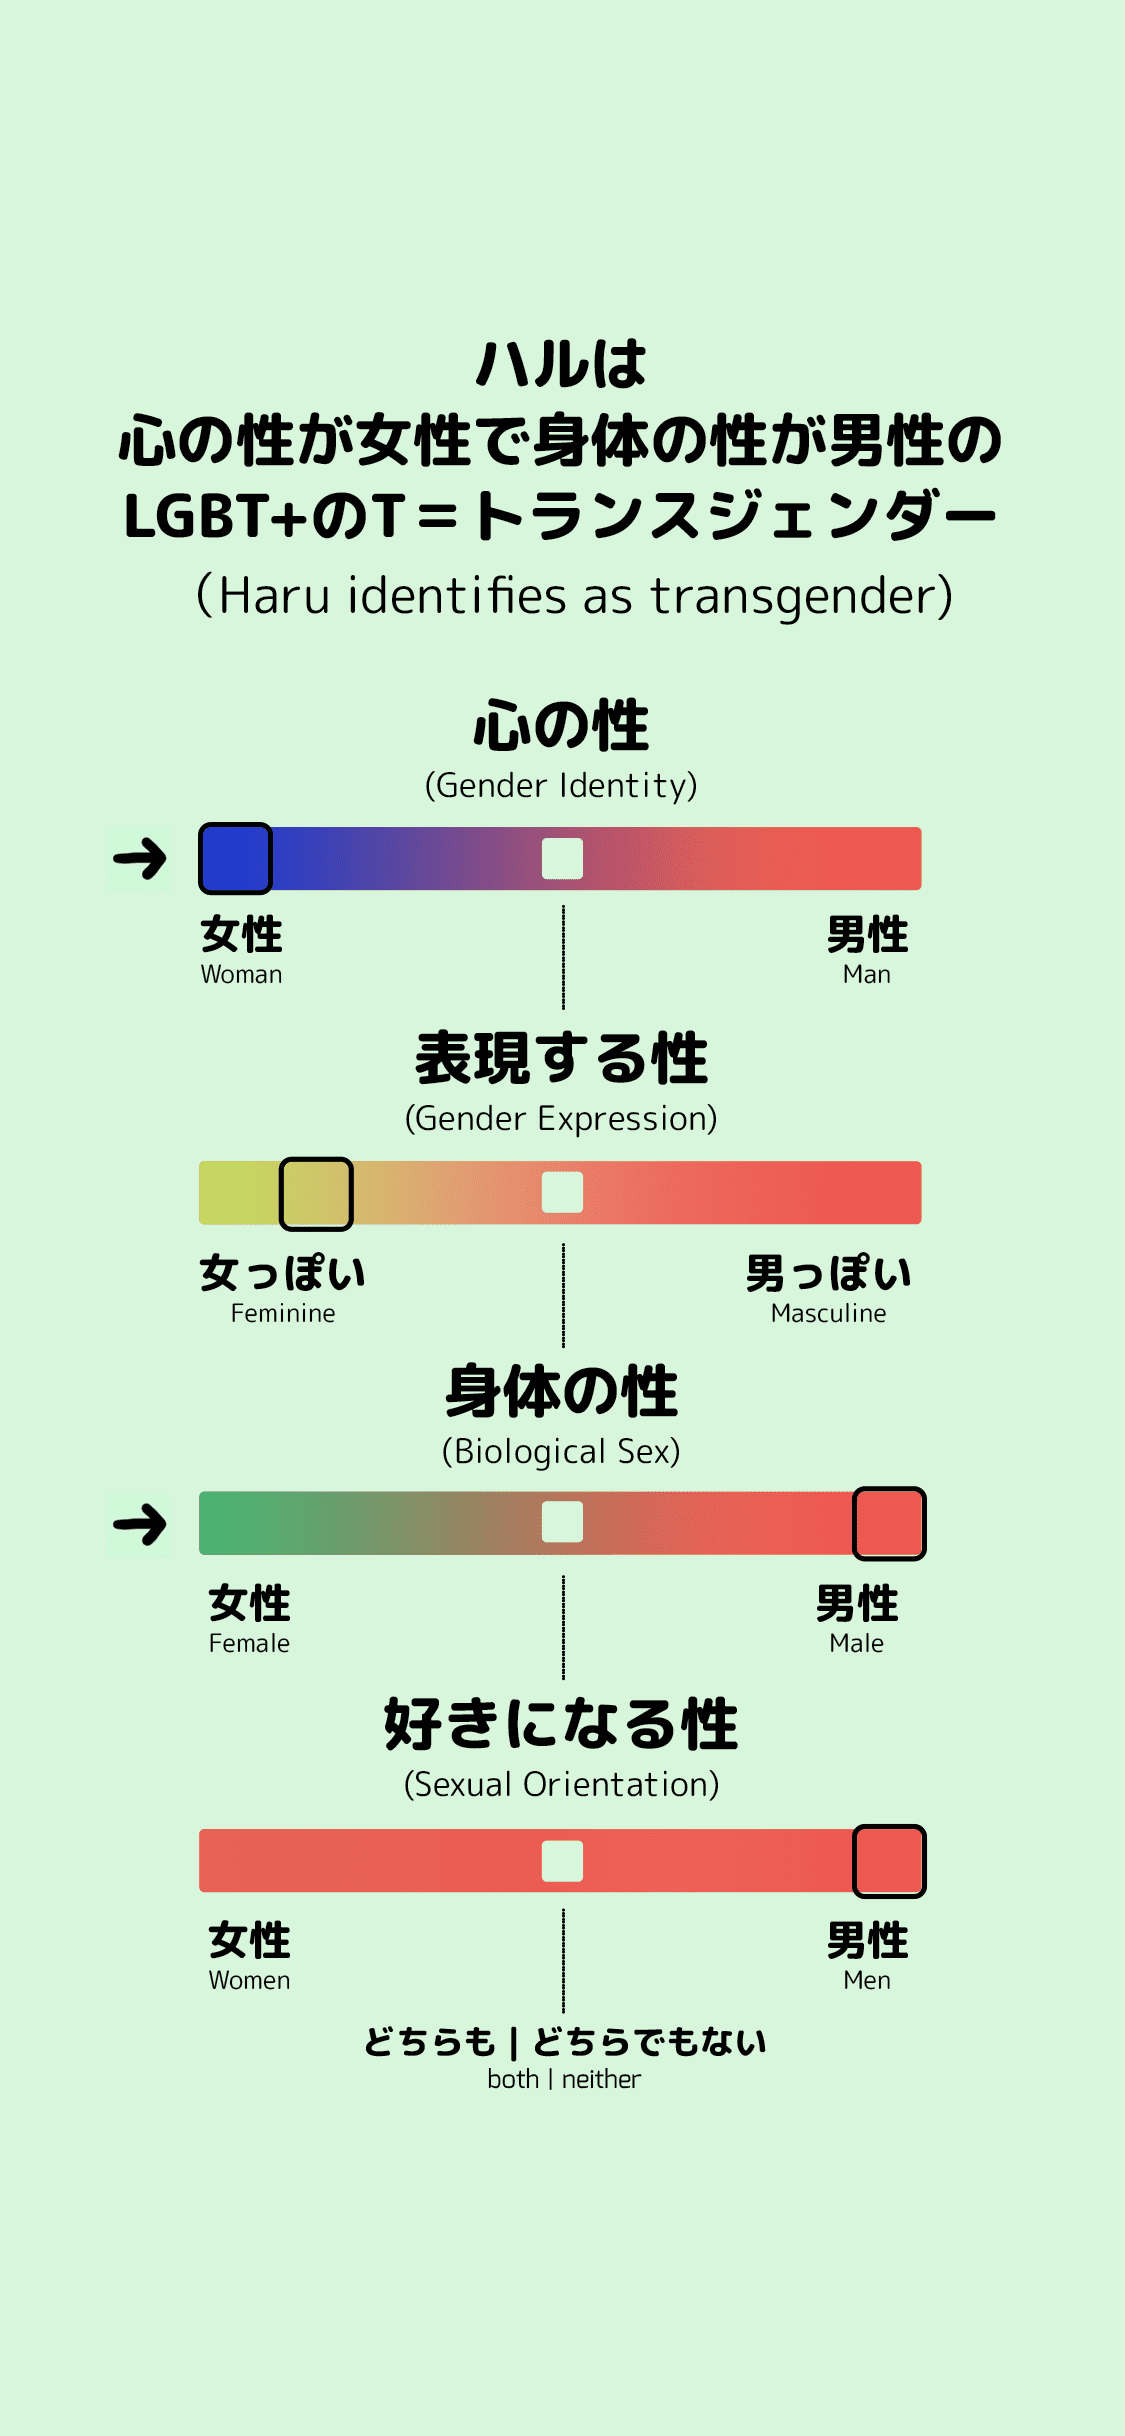 ハルは
心の性が女性で身体の性が男性の
LGBT+のT＝トランスジェンダー
(Haru identifies as transgender)
心の性
(Gender Identity)
女性 男性
Woman Man
表現する性
(Gender Expression)
女っぽい 男っぽい
Feminine Masculine
身体の性
(Biological Sex)
女性 男性
Female Male
好きになる性
(Sexual Orientation)
女性 男性
Women Men
どちらも | どちらでもない
both | neither